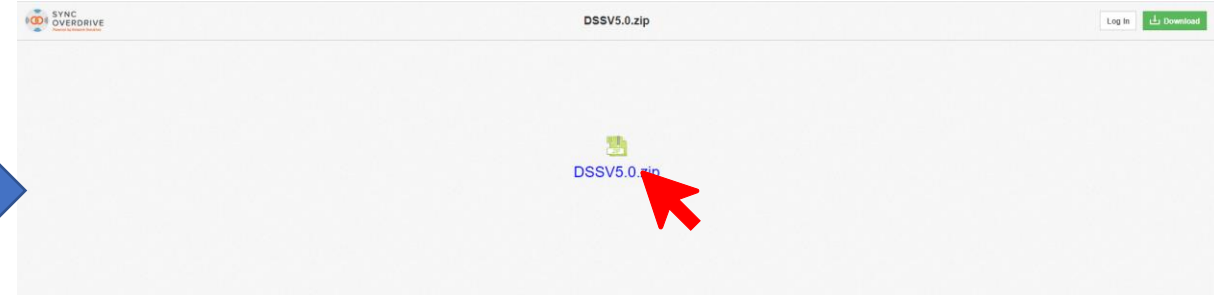 SYNC
OVERDRIVE
DSSV5.0.zip
Log In
Download
DSSV5.0.zip